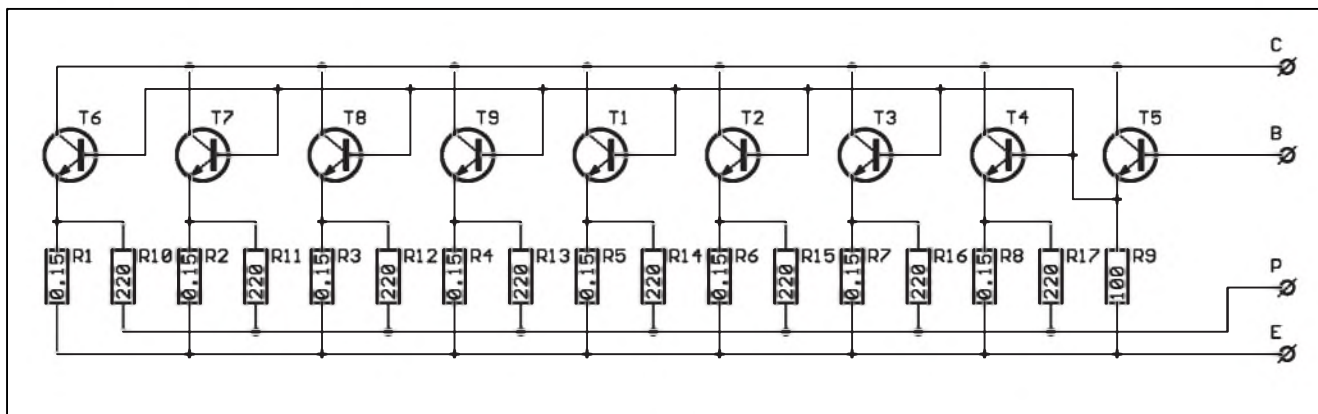 C
T6 T7 T8 T9 T1 T2 T3 T4 T5
B
R1 R10 R2 R11 R3 R12 R4 R13 R5 R14 R6 R15 R7 R16 R8 R17 R9
0,15 220 0,15 220 0,15 220 0,15 220 0,15 220 0,15 220 0,15 220 0,15 220 100
P
E